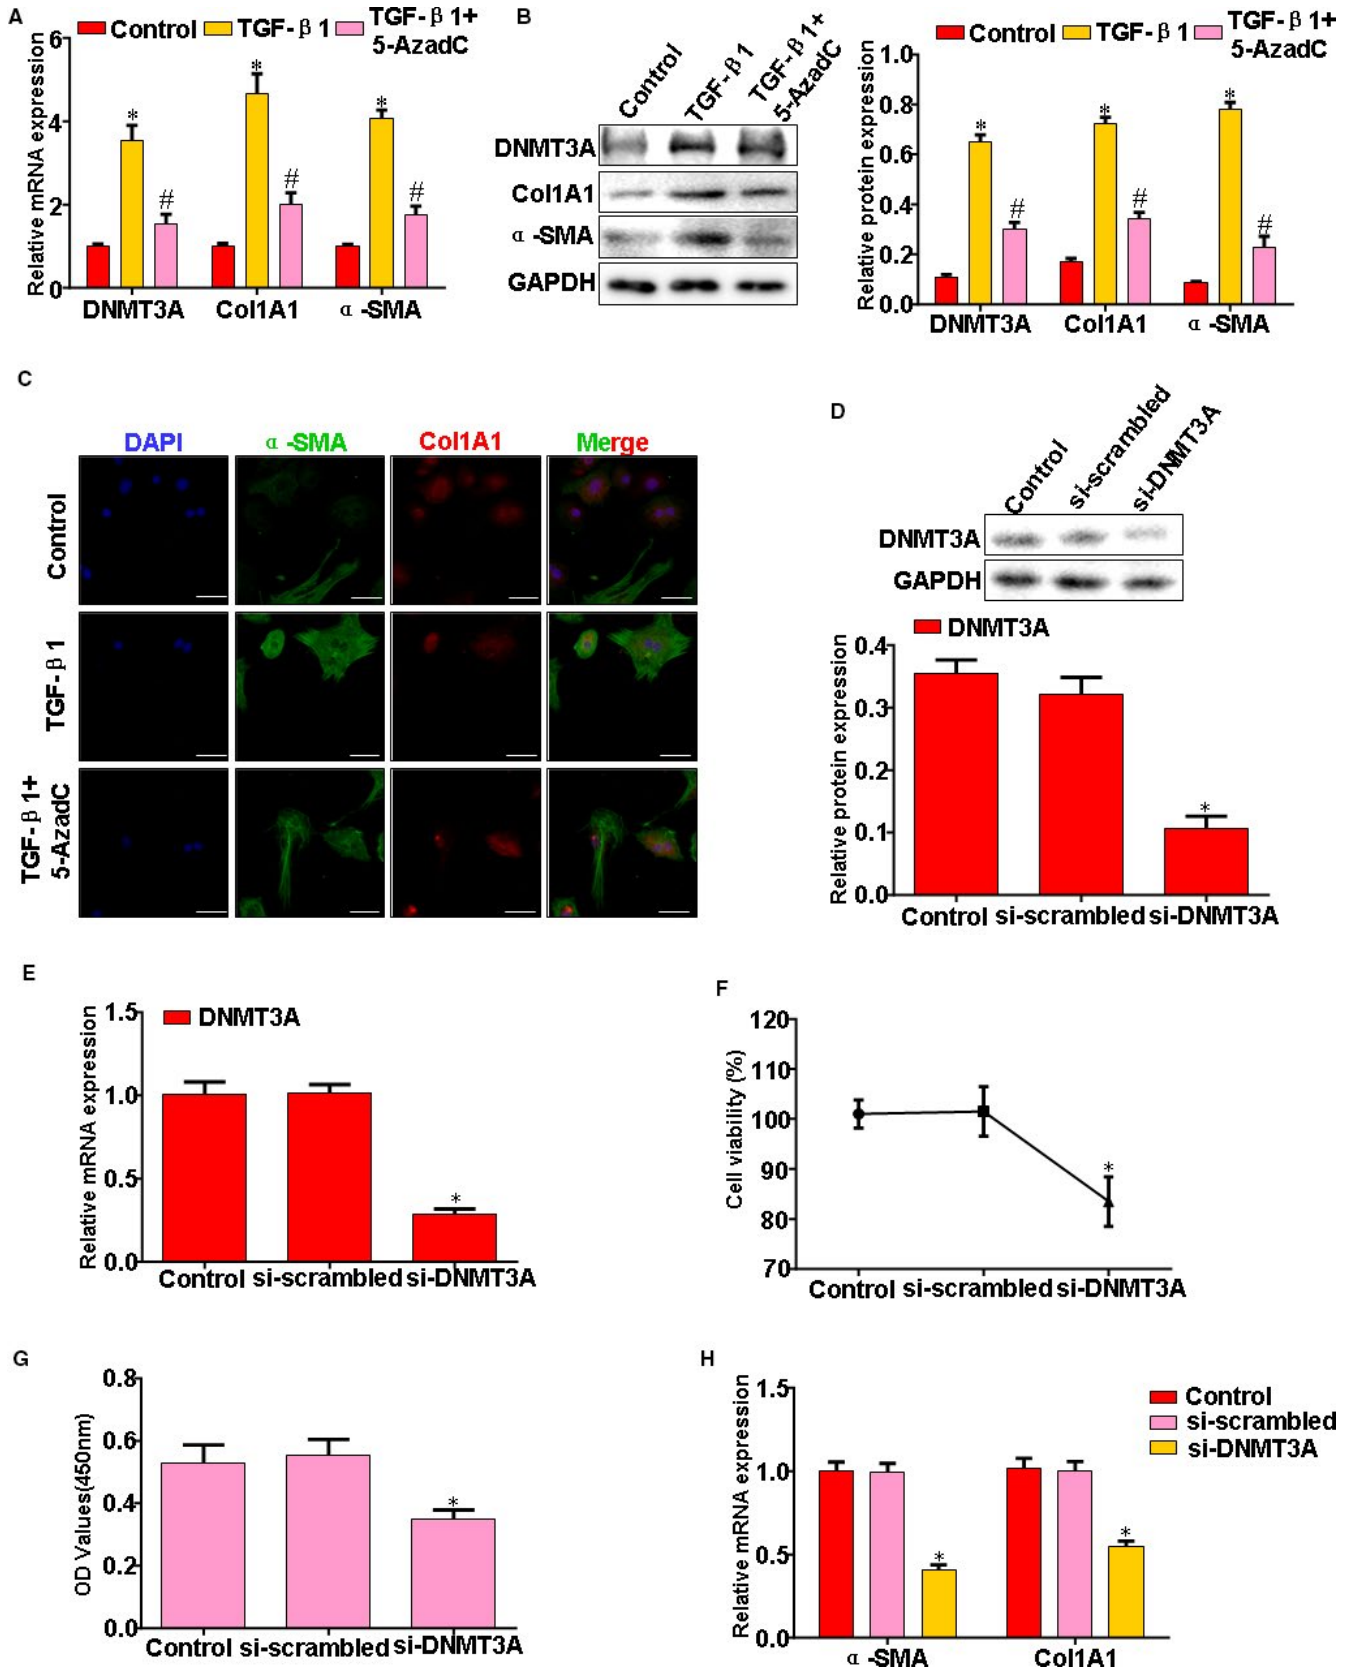 A
Relative mRNA expression
6
4
2
0
Control
TGF-β1
TGF-β1+
5-AzadC
*
#
*
#
*
#
DNMT3A
Col1A1
α-SMA
B
Control
TGF-β1
TGF-β1+
5-AzadC
DNMT3A
Col1A1
α-SMA
GAPDH
Relative protein expression
1.0
0.8
0.6
0.4
0.2
0.0
Control
TGF-β1
TGF-β1+
5-AzadC
*
#
*
#
*
#
DNMT3A
Col1A1
α-SMA
C
DAPI
α-SMA
Col1A1
Merge
Control
TGF-β1
TGF-β1+
5-AzadC
D
Control
si-scrambled
si-DNMT3A
DNMT3A
GAPDH
DNMT3A
Relative protein expression
0.4
0.3
0.2
0.1
0.0
*
Control
si-scrambled
si-DNMT3A
E
Relative mRNA expression
1.5
1.0
0.5
0.0
DNMT3A
*
Control
si-scrambled
si-DNMT3A
F
Cell viability (%)
120
110
100
90
80
70
*
Control
si-scrambled
si-DNMT3A
G
OD Values(450nm)
0.8
0.6
0.4
0.2
0.0
*
Control
si-scrambled
si-DNMT3A
H
Relative mRNA expression
1.5
1.0
0.5
0.0
Control
si-scrambled
si-DNMT3A
*
*
α-SMA
Col1A1